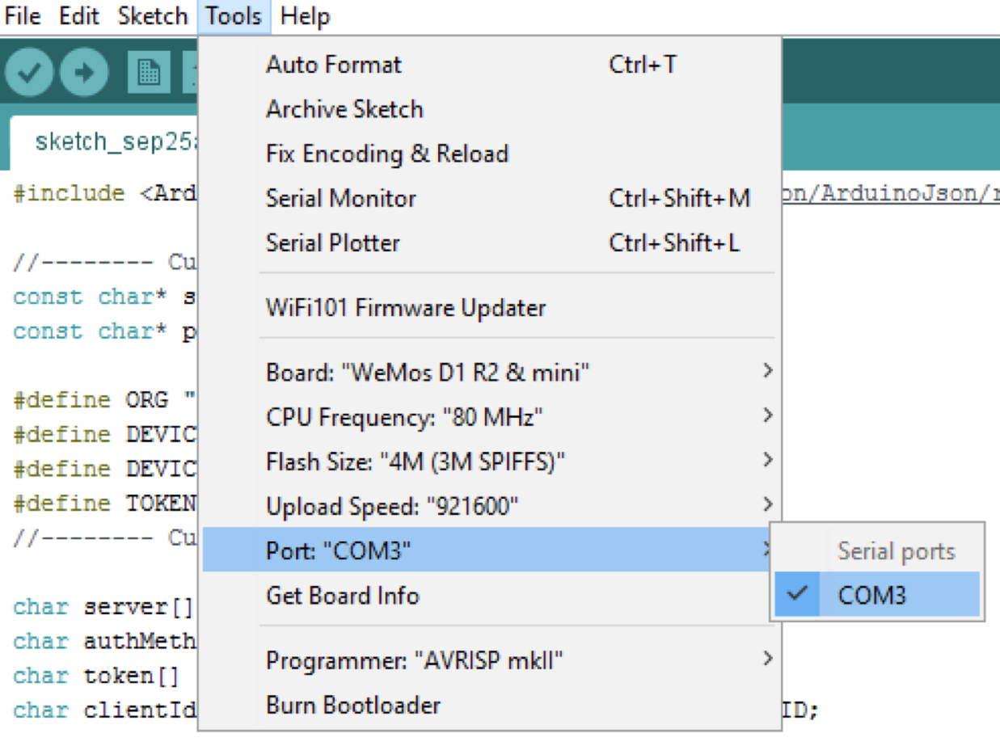 File Edit Sketch Tools Help
Auto Format Ctrl+T
Archive Sketch
sketch_sep25
Fix Encoding & Reload
#include <Ard on/ArduinoJson/
Serial Monitor Ctrl+Shift+M
Serial Plotter Ctrl+Shift+L
//-------- Cu
const char* s
WiFi101 Firmware Updater
const char* p
Board: "WeMos D1 R2 & mini"
#define ORG "
CPU Frequency: "80 MHz"
#define DEVIC
Flash Size: "4M (3M SPIFFS)"
#define DEVIC
#define TOKEN
Upload Speed: "921600"
//-------- Cu
Port: "COM3"
Serial ports
COM3
Get Board Info
char server[]
char authMeth
Programmer: "AVRISP mkII"
char token[]
Burn Bootloader
char clientId ID;